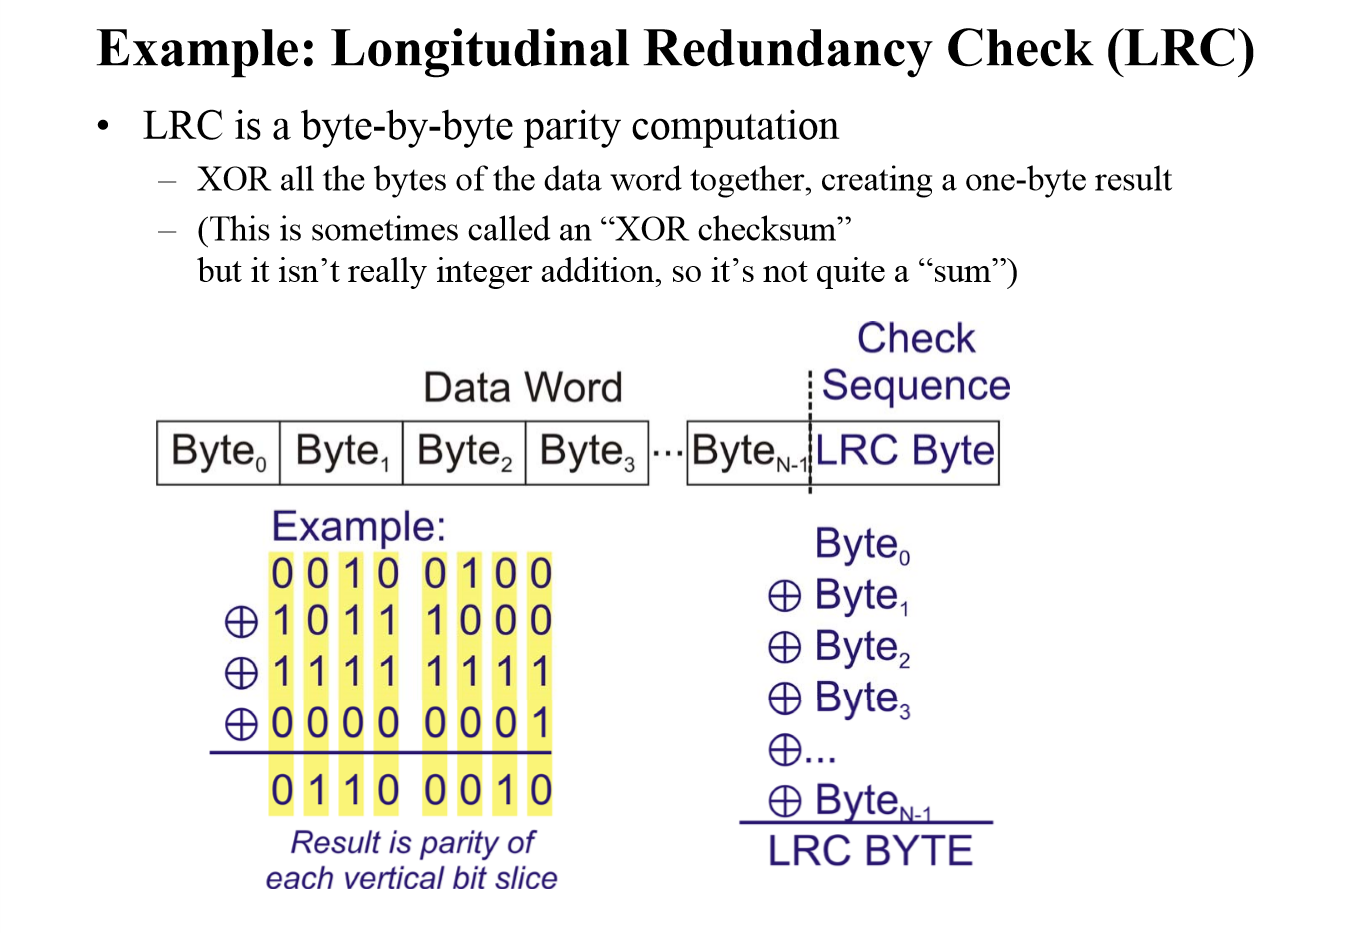 Example: Longitudinal Redundancy Check (LRC)
• LRC is a byte-by-byte parity computation
– XOR all the bytes of the data word together, creating a one-byte result
– (This is sometimes called an “XOR checksum”
but it isn’t really integer addition, so it’s not quite a “sum”)
Check
Sequence
Data Word
Byte0 Byte1 Byte2 Byte3 ... ByteN-1 LRC Byte
Example:
0 0 1 0 0 1 0 0
⊕ 1 0 1 1 1 0 0 0
⊕ 1 1 1 1 1 1 1 1
⊕ 0 0 0 0 0 0 0 1
0 1 1 0 0 0 1 0
Result is parity of
each vertical bit slice
Byte0
⊕ Byte1
⊕ Byte2
⊕ Byte3
⊕...
⊕ ByteN-1
LRC BYTE